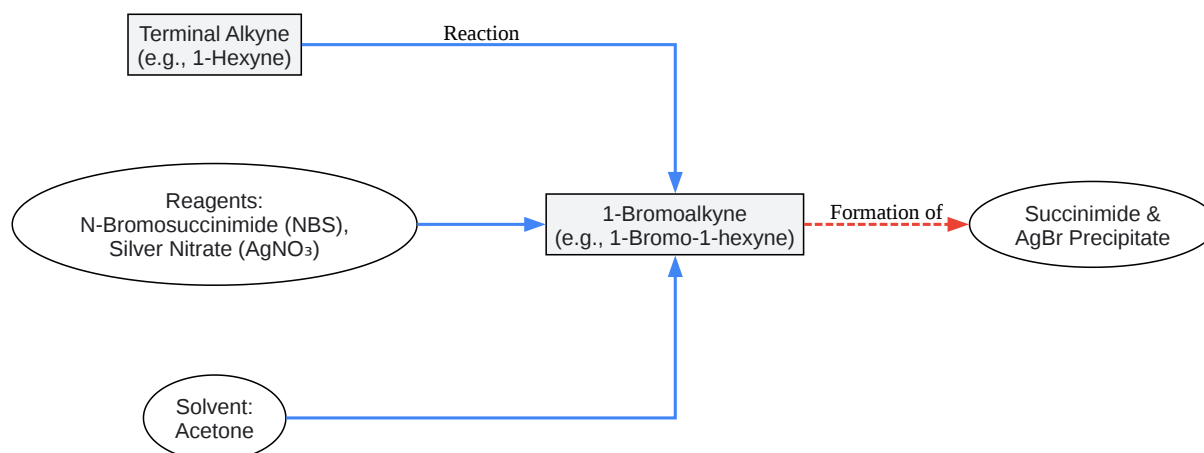 Terminal Alkyne
(e.g., 1-Hexyne)
Reaction
Reagents:
N-Bromosuccinimide (NBS),
Silver Nitrate (AgNO₃)
1-Bromoalkyne
(e.g., 1-Bromo-1-hexyne)
Formation of
Succinimide &
AgBr Precipitate
Solvent:
Acetone